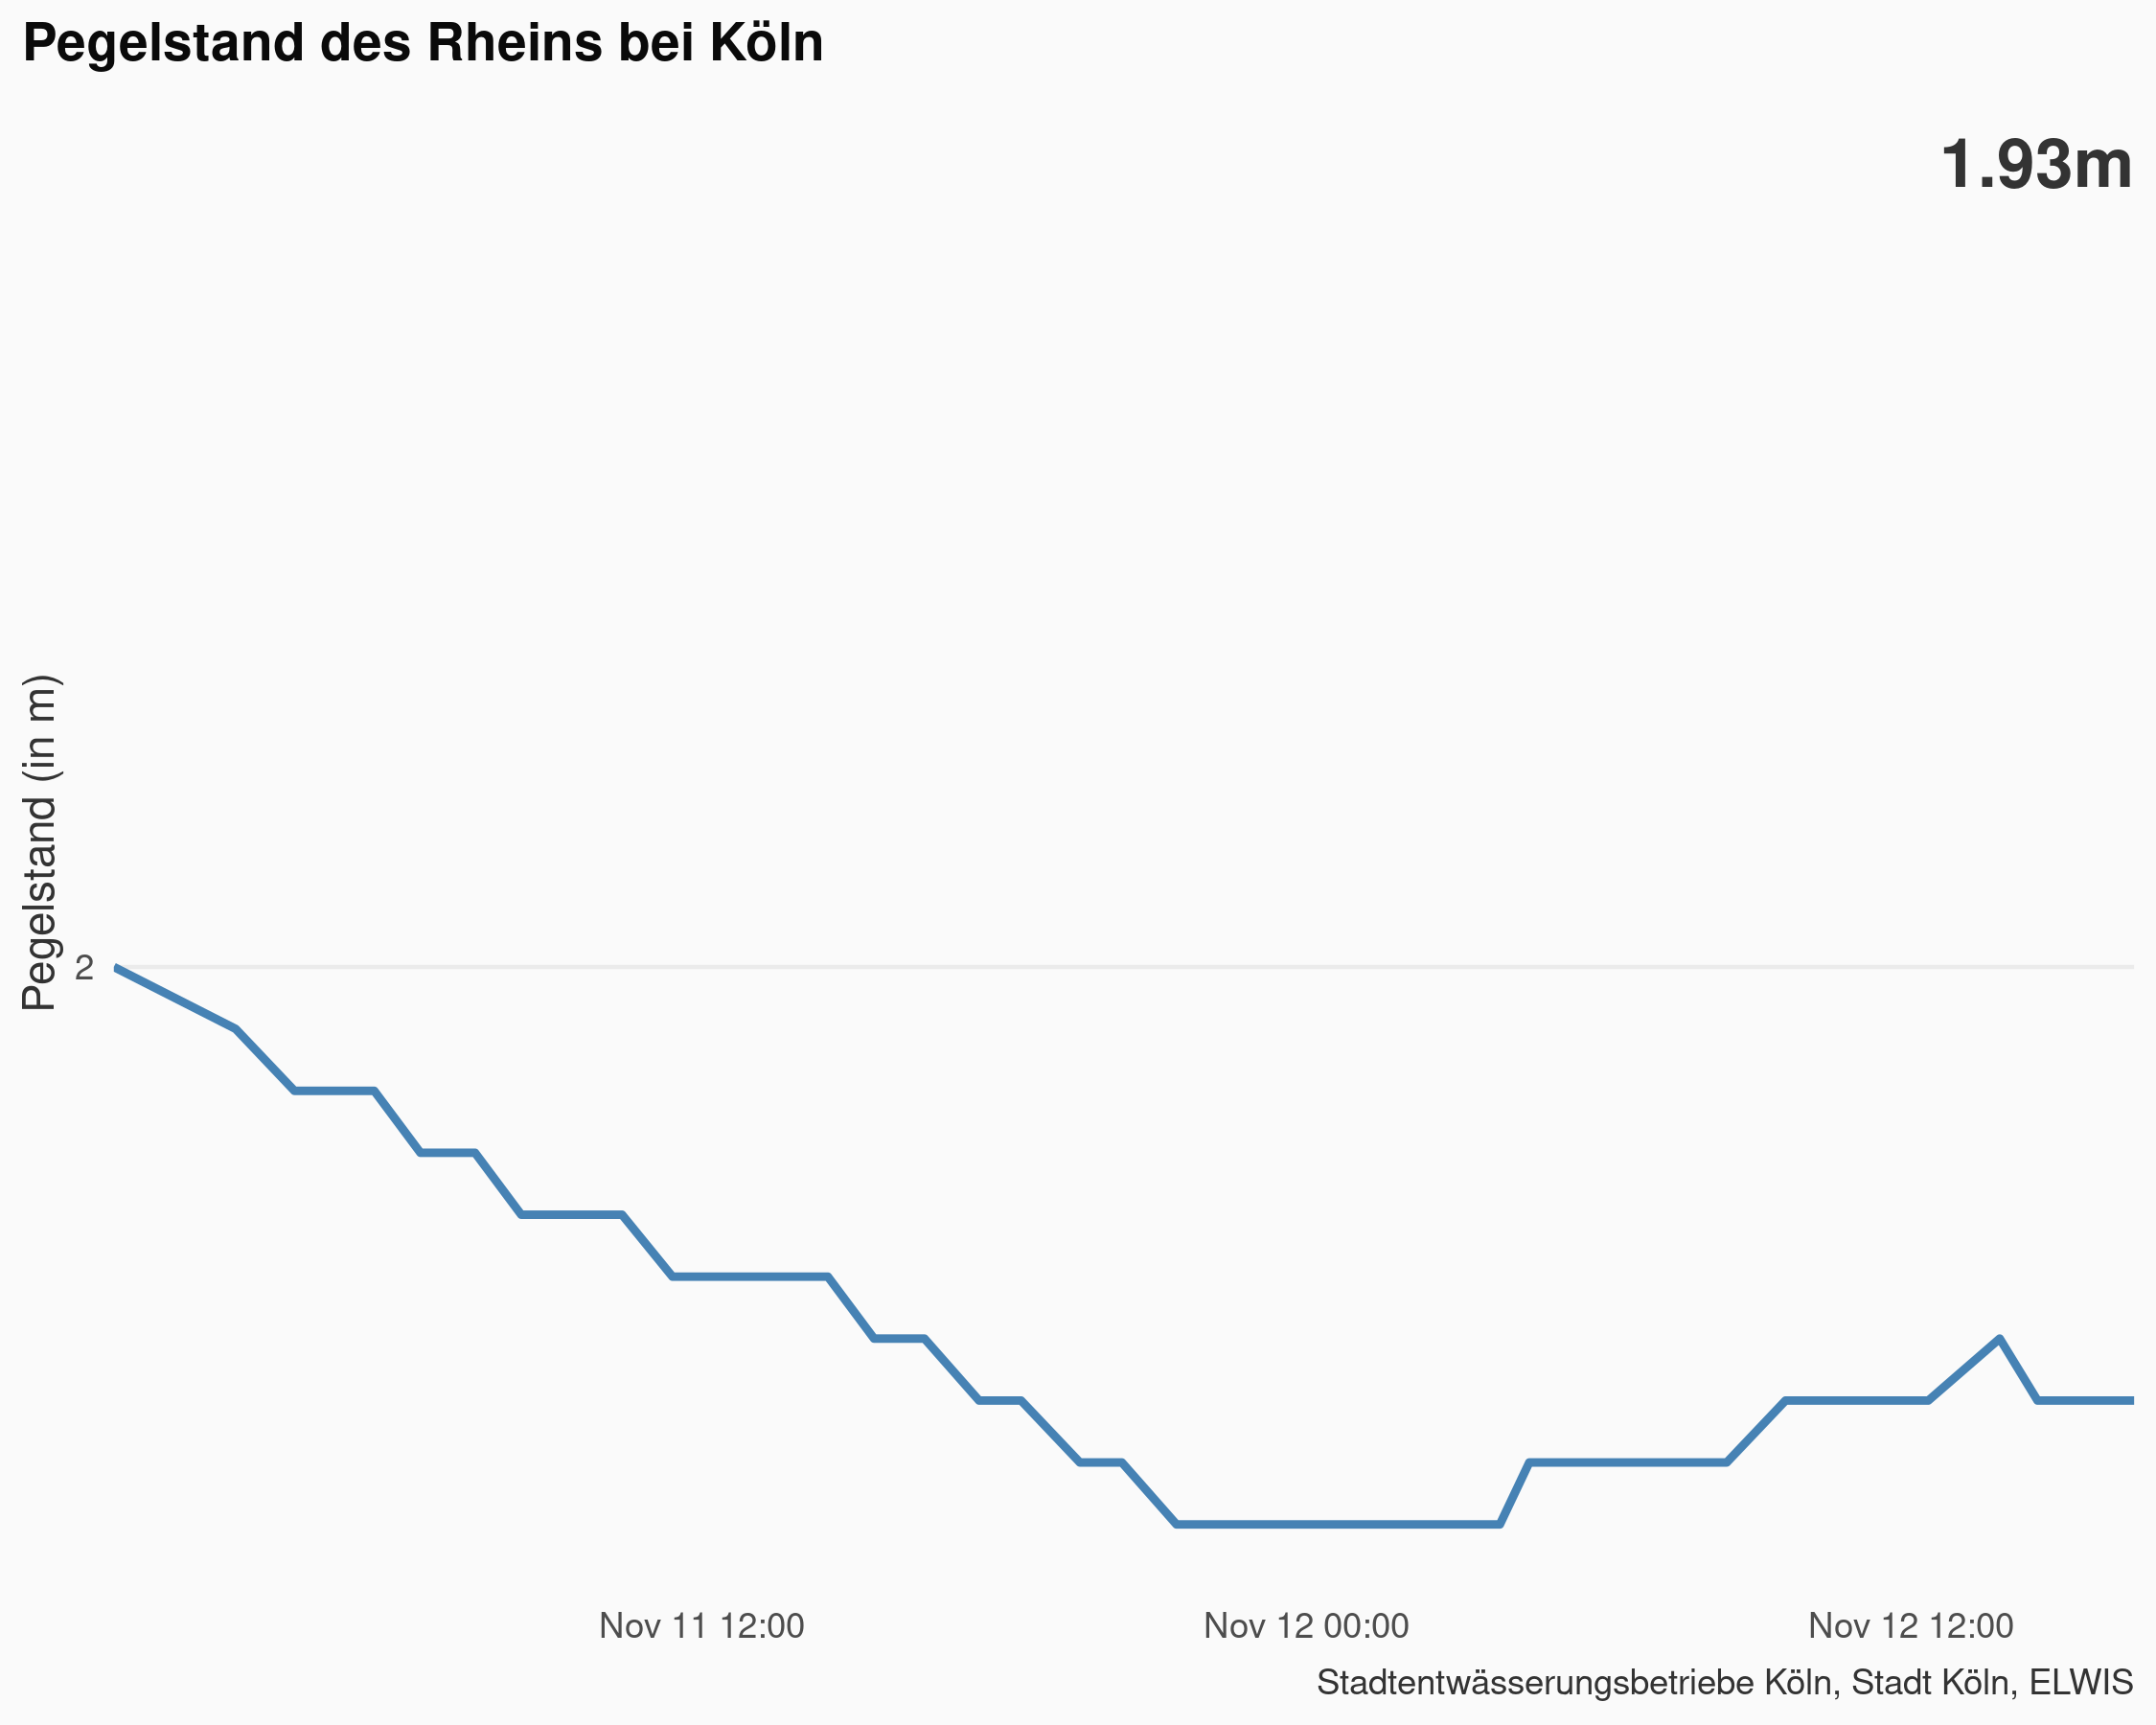 Pegelstand des Rheins bei Köln
1.93m
Pegelstand (in m)
2
Nov 11 12:00
Nov 12 00:00
Nov 12 12:00
Stadtentwässerungsbetriebe Köln, Stadt Köln, ELWIS